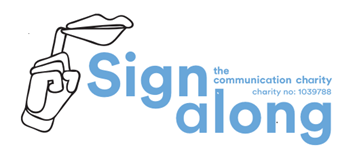 Sign
the
communication charity
charity no: 1039788
along